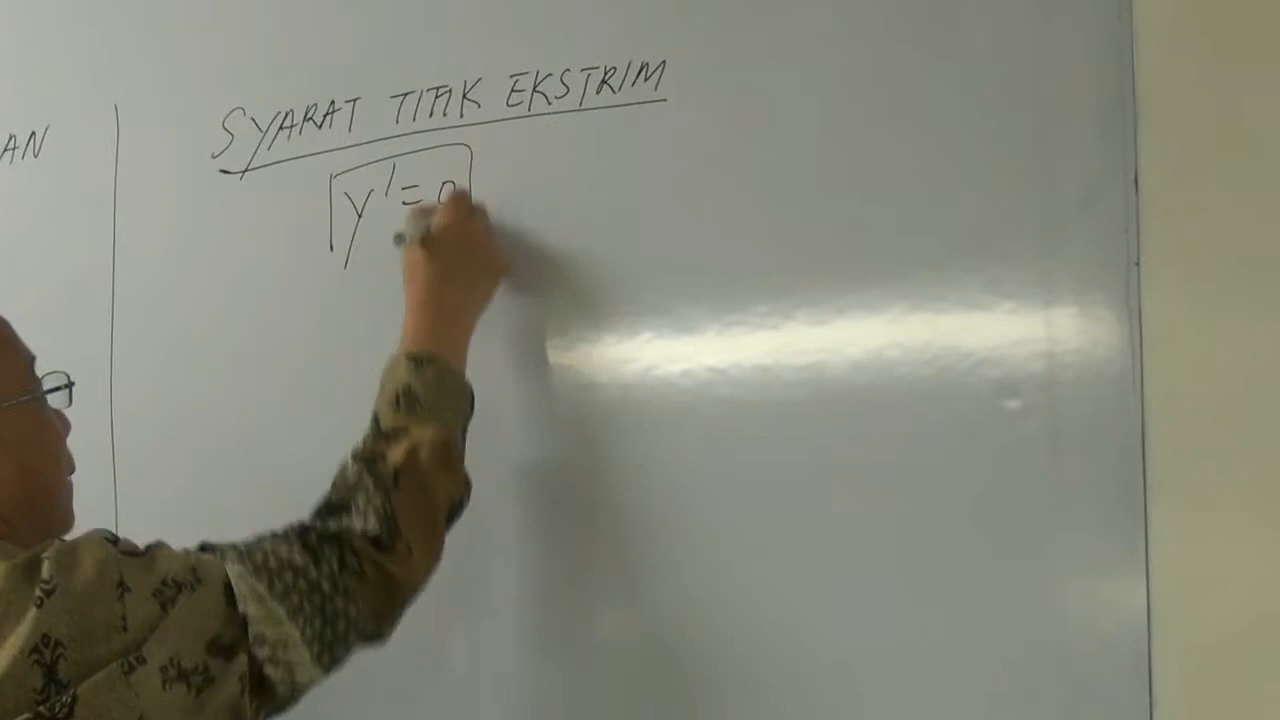 SYARAT TITIK EKSTRIM
AN
y' = 0